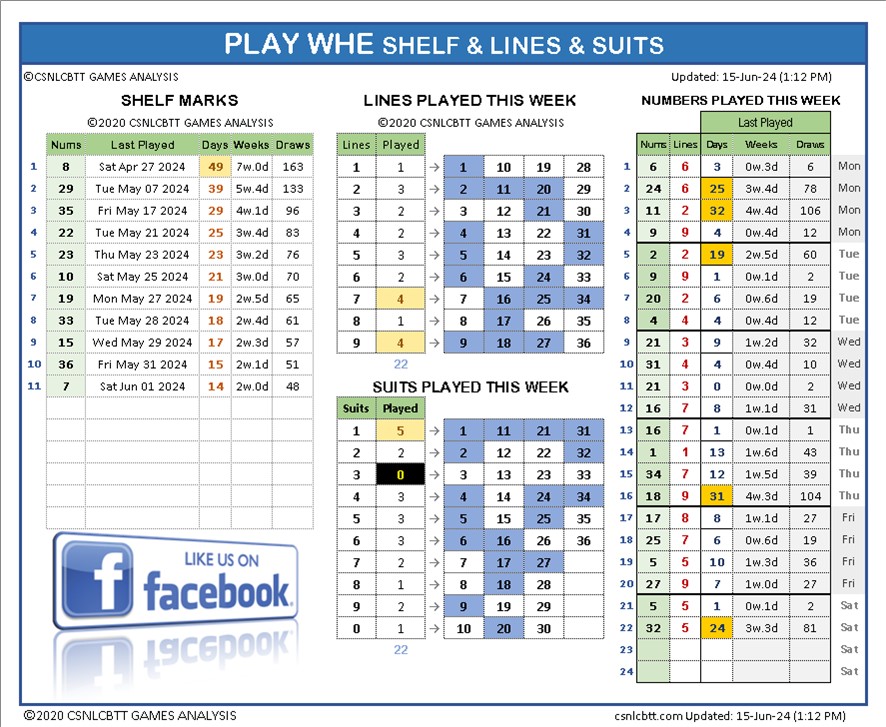 PLAY WHE SHELF & LINES & SUITS
©CSNLCBTT GAMES ANALYSIS
Updated: 15-Jun-24 (1:12 PM)
SHELF MARKS
©2020 CSNLCBTT GAMES ANALYSIS
Nums Last Played Days Weeks Draws
1 8 Sat Apr 27 2024 49 7w.0d 163
2 29 Tue May 07 2024 39 5w.4d 133
3 35 Fri May 17 2024 29 4w.1d 96
4 22 Tue May 21 2024 25 3w.4d 83
5 23 Thu May 23 2024 23 3w.2d 76
6 10 Sat May 25 2024 21 3w.0d 70
7 19 Mon May 27 2024 19 2w.5d 65
8 33 Tue May 28 2024 18 2w.4d 61
9 15 Wed May 29 2024 17 2w.3d 57
10 36 Fri May 31 2024 15 2w.1d 51
11 7 Sat Jun 01 2024 14 2w.0d 48
LIKE US ON
f facebook.
LINES PLAYED THIS WEEK
©2020 CSNLCBTT GAMES ANALYSIS
Lines Played
1 1 → 1 10 19 28
2 3 → 2 11 20 29
3 2 → 3 12 21 30
4 2 → 4 13 22 31
5 3 → 5 14 23 32
6 2 → 6 15 24 33
7 4 → 7 16 25 34
8 1 → 8 17 26 35
9 4 → 9 18 27 36
22
SUITS PLAYED THIS WEEK
Suits Played
1 5 → 1 11 21 31
2 2 → 2 12 22 32
3 0 → 3 13 23 33
4 3 → 4 14 24 34
5 3 → 5 15 25 35
6 3 → 6 16 26 36
7 2 → 7 17 27
8 1 → 8 18 28
9 2 → 9 19 29
0 1 → 10 20 30
22
NUMBERS PLAYED THIS WEEK
Last Played
Nums Lines Days Weeks Draws
1 6 6 3 0w.3d 6 Mon
2 24 6 25 3w.4d 78 Mon
3 11 2 32 4w.4d 106 Mon
4 9 9 4 0w.4d 12 Mon
5 2 2 19 2w.5d 60 Tue
6 9 9 1 0w.1d 2 Tue
7 20 2 6 0w.6d 19 Tue
8 4 4 4 0w.4d 12 Tue
9 21 3 9 1w.2d 32 Wed
10 31 4 4 0w.4d 10 Wed
11 21 3 0 0w.0d 2 Wed
12 16 7 8 1w.1d 31 Wed
13 16 7 1 0w.1d 1 Thu
14 1 1 13 1w.6d 43 Thu
15 34 7 12 1w.5d 39 Thu
16 18 9 31 4w.3d 104 Thu
17 17 8 8 1w.1d 27 Fri
18 25 7 6 0w.6d 19 Fri
19 5 5 10 1w.3d 36 Fri
20 27 9 7 1w.0d 27 Fri
21 5 5 1 0w.1d 2 Sat
22 32 5 24 3w.3d 81 Sat
23 Sat
24 Sat
©2020 CSNLCBTT GAMES ANALYSIS
csnlcbtt.com Updated: 15-Jun-24 (1:12 PM)